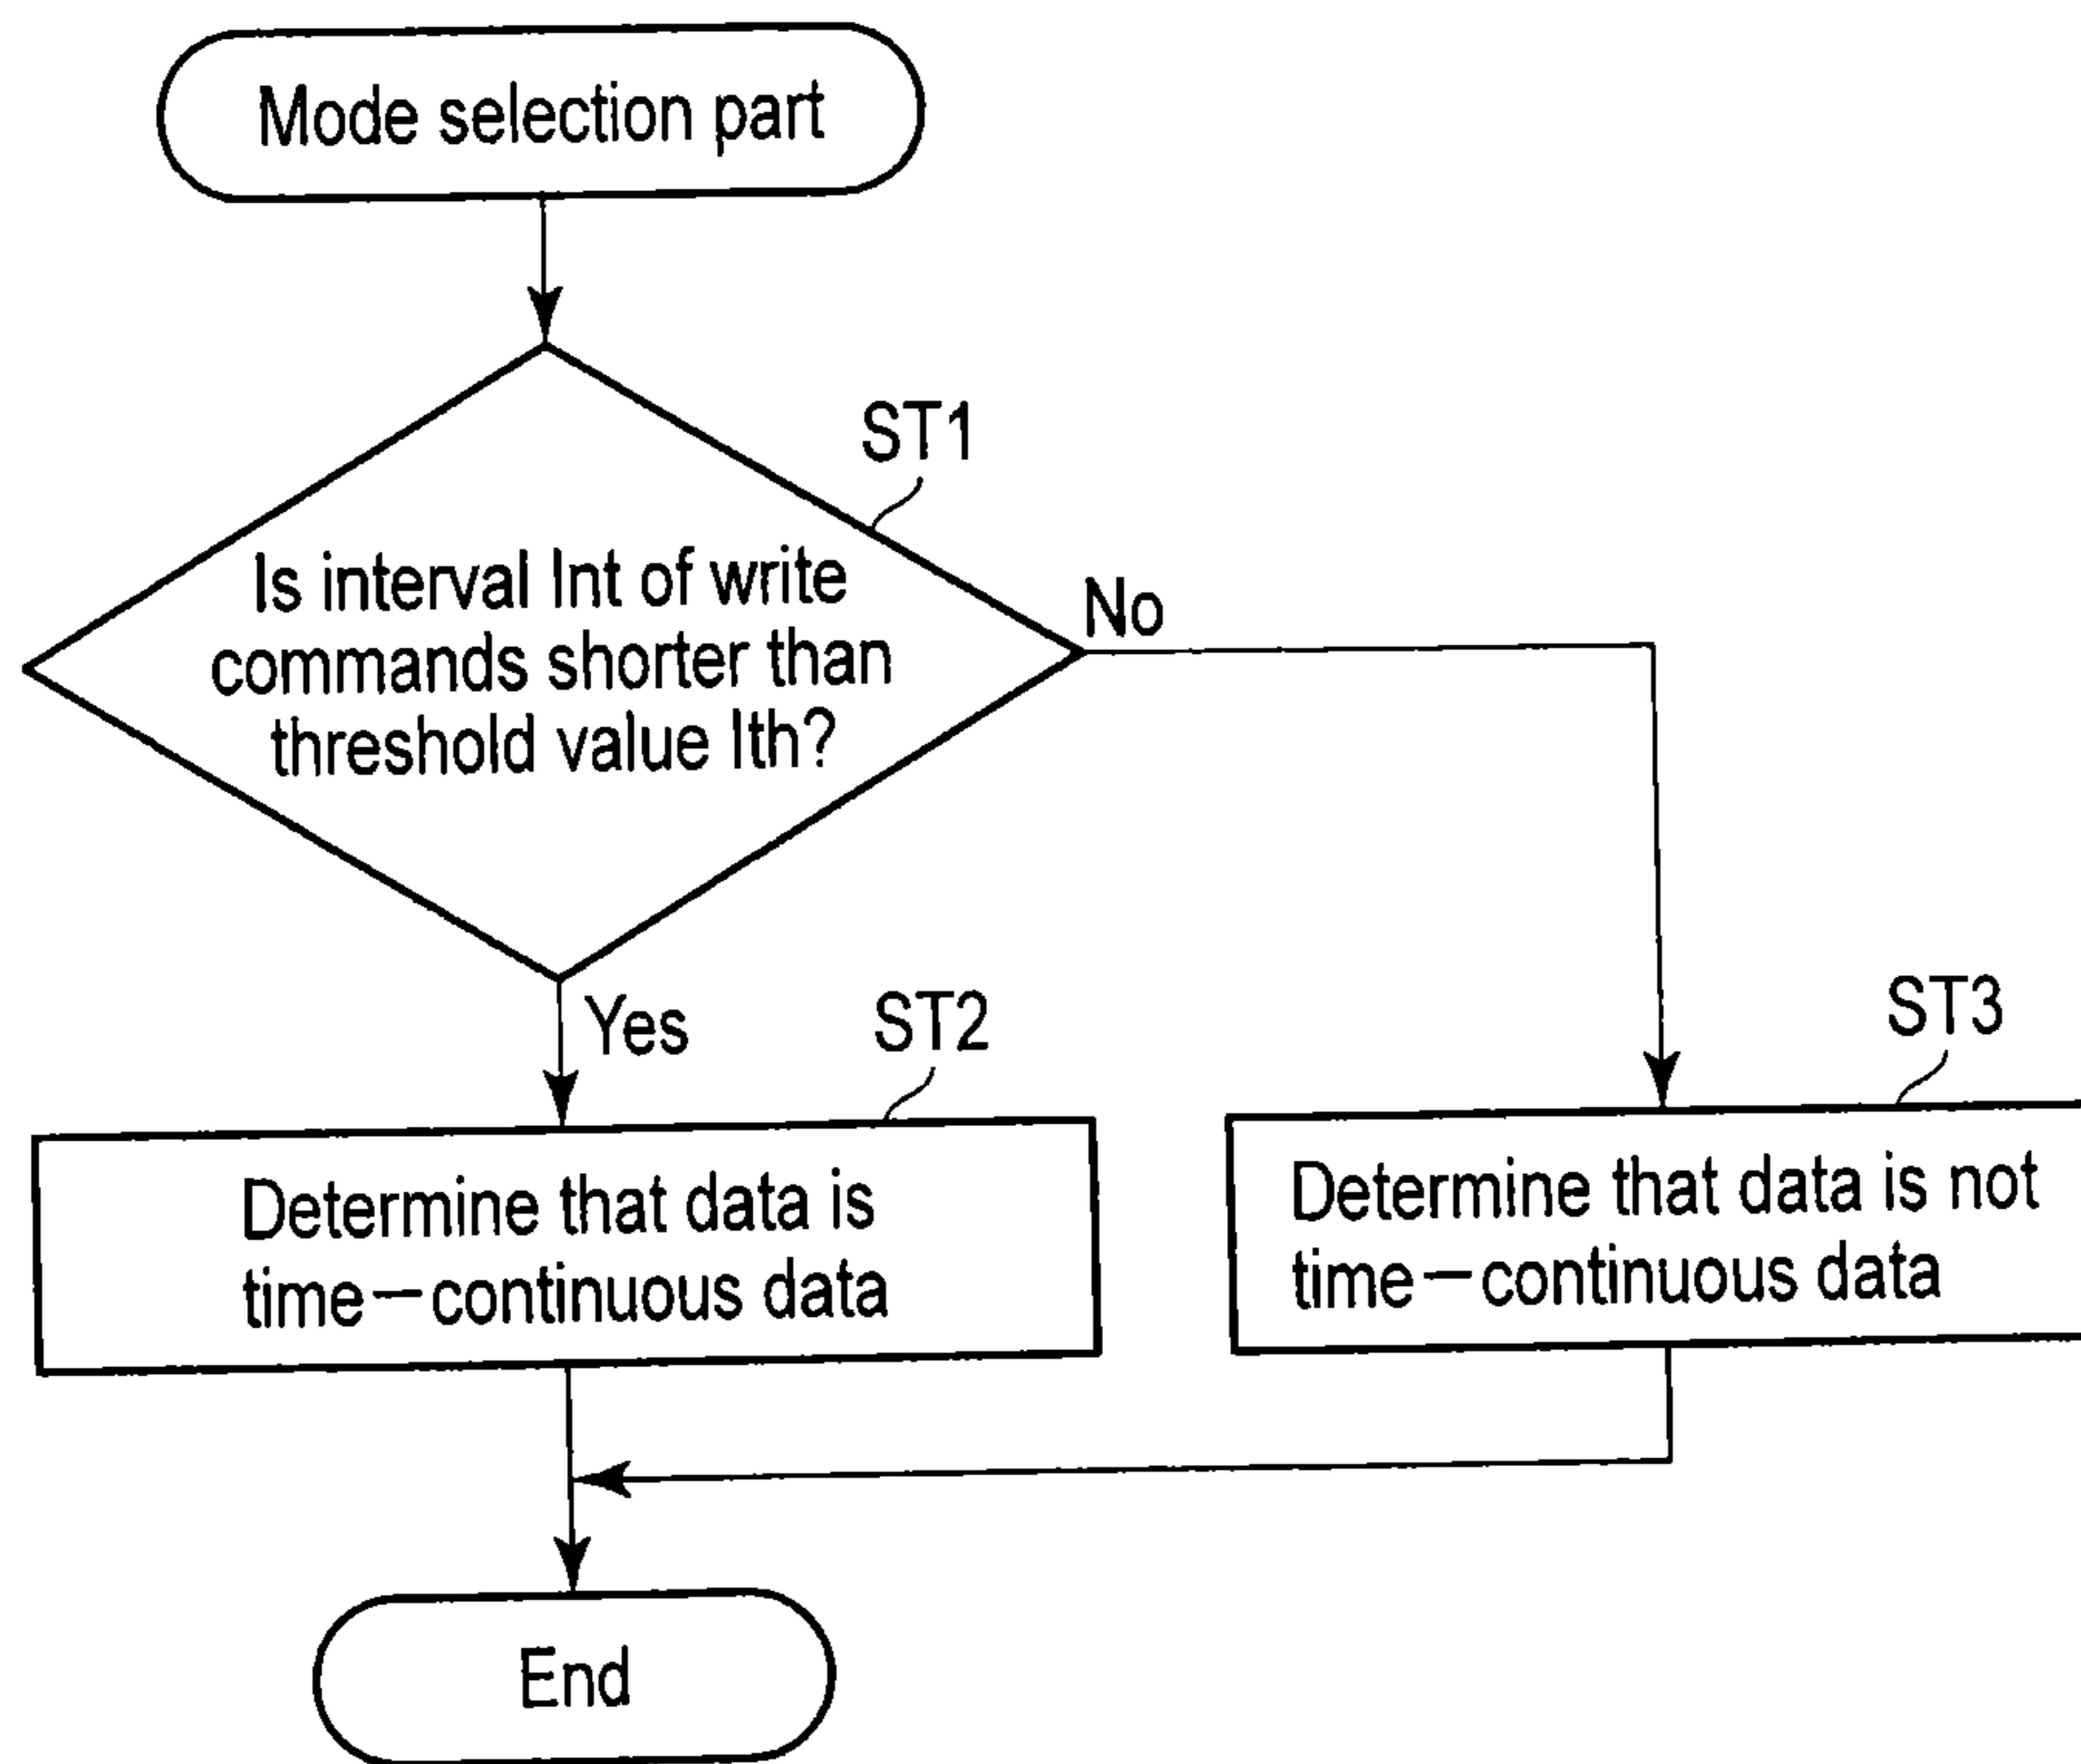 Mode selection part
ST1
Is interval Int of write
commands shorter than
threshold value Ith?
No
Yes
ST2
Determine that data is
time—continuous data
ST3
Determine that data is not
time—continuous data
End